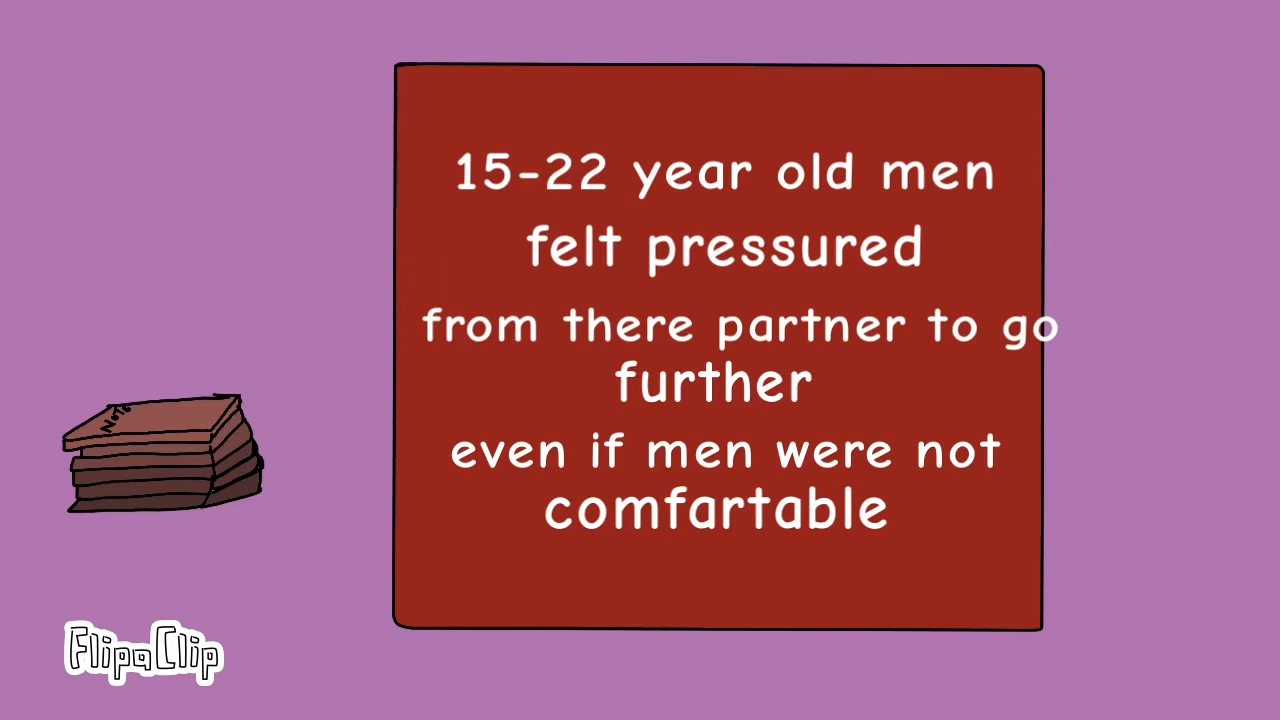 15-22 year old men
felt pressured
from there partner to go
further
even if men were not
comfartable
Note
FlipaClip